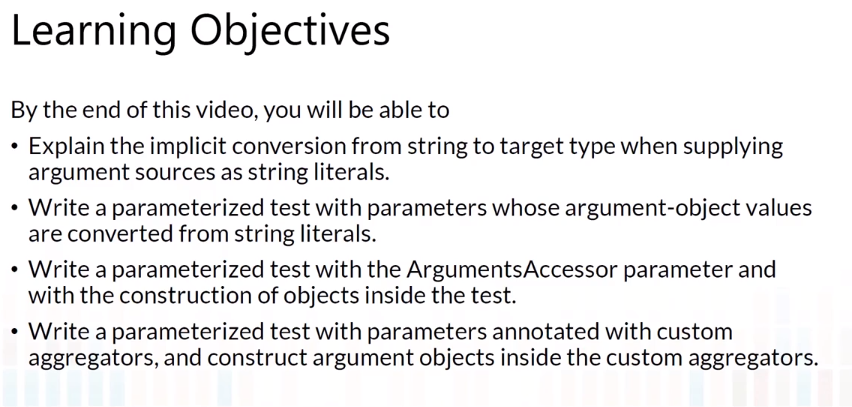 Learning Objectives
By the end of this video, you will be able to
• Explain the implicit conversion from string to target type when supplying
argument sources as string literals.
• Write a parameterized test with parameters whose argument-object values
are converted from string literals.
• Write a parameterized test with the ArgumentsAccessor parameter and
with the construction of objects inside the test.
• Write a parameterized test with parameters annotated with custom
aggregators, and construct argument objects inside the custom aggregators.